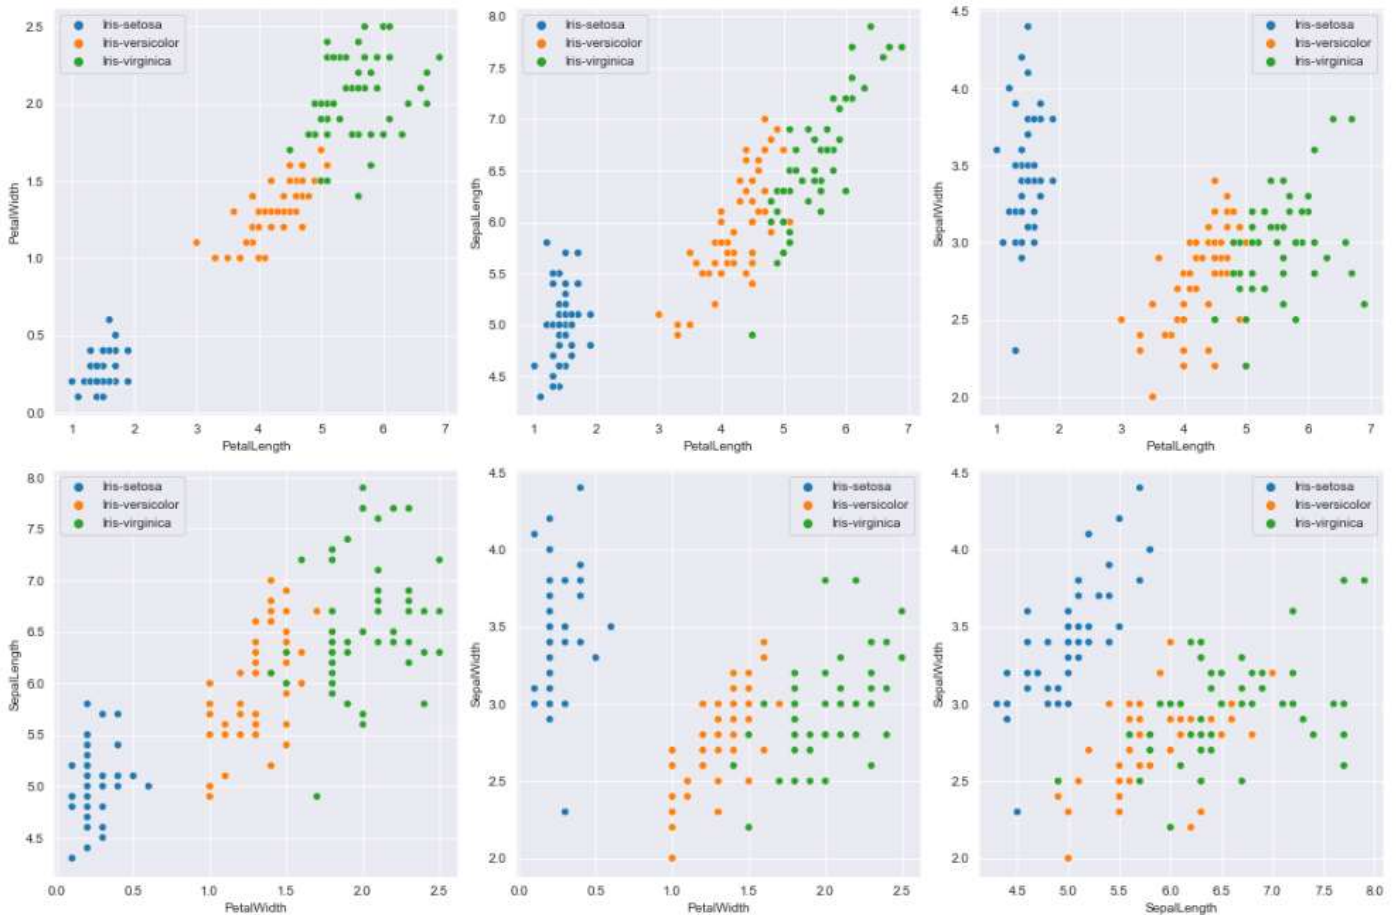 2.5
2.0
1.5
1.0
0.5
0.0
PetalWidth
Iris-setosa
Iris-versicolor
Iris-virginica
1 2 3 4 5 6 7
PetalLength
8.0
7.5
7.0
6.5
6.0
5.5
5.0
4.5
SepalLength
Iris-setosa
Iris-versicolor
Iris-virginica
1 2 3 4 5 6 7
PetalLength
4.5
4.0
3.5
3.0
2.5
2.0
SepalWidth
Iris-setosa
Iris-versicolor
Iris-virginica
1 2 3 4 5 6 7
PetalLength
8.0
7.5
7.0
6.5
6.0
5.5
5.0
4.5
SepalLength
Iris-setosa
Iris-versicolor
Iris-virginica
0.0 0.5 1.0 1.5 2.0 2.5
PetalWidth
4.5
4.0
3.5
3.0
2.5
2.0
SepalWidth
Iris-setosa
Iris-versicolor
Iris-virginica
0.0 0.5 1.0 1.5 2.0 2.5
PetalWidth
4.5
4.0
3.5
3.0
2.5
2.0
SepalWidth
Iris-setosa
Iris-versicolor
Iris-virginica
4.5 5.0 5.5 6.0 6.5 7.0 7.5 8.0
SepalLength